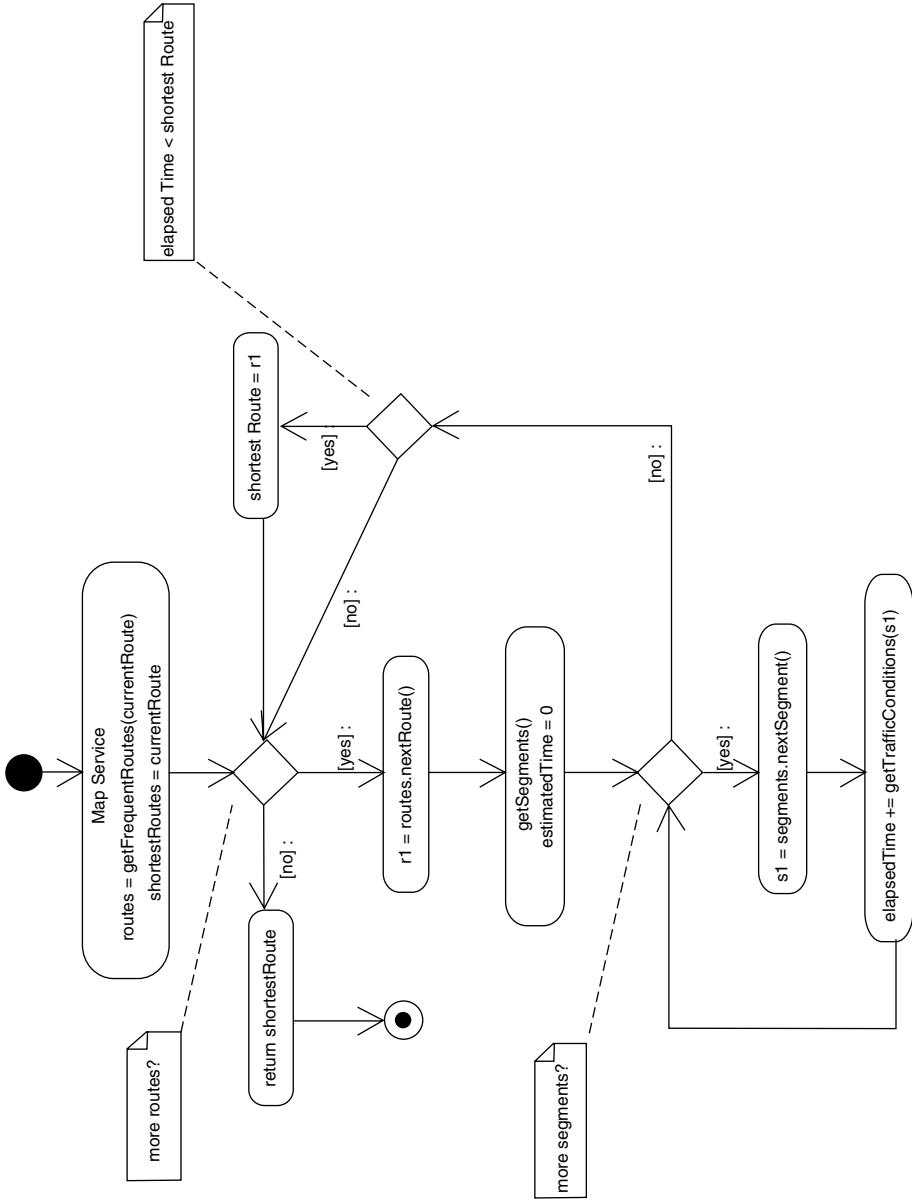 Map Service
routes = getFrequentRoutes(currentRoute)
shortestRoutes = currentRoute
more routes?
[no] :
return shortestRoute
[yes] :
r1 = routes.nextRoute()
getSegments()
estimatedTime = 0
more segments?
[yes] :
s1 = segments.nextSegment()
elapsedTime += getTrafficConditions(s1)
[no] :
elapsed Time < shortest Route
[yes] :
shortest Route = r1
[no] :